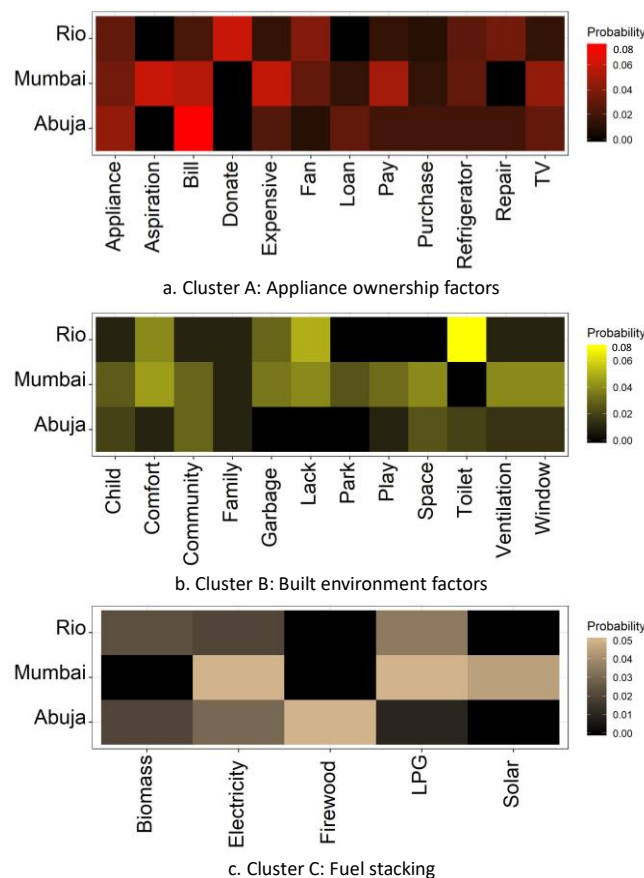 Rio
Mumbai
Abuja
Probability
0.08
0.06
0.04
0.02
0.00
Appliance
Aspiration
Bill
Donate
Expensive
Fan
Loan
Pay
Purchase
Refrigerator
Repair
TV
a. Cluster A: Appliance ownership factors
Rio
Mumbai
Abuja
Probability
0.08
0.06
0.04
0.02
0.00
Child
Comfort
Community
Family
Garbage
Lack
Park
Play
Space
Toilet
Ventilation
Window
b. Cluster B: Built environment factors
Rio
Mumbai
Abuja
Probability
0.05
0.04
0.03
0.02
0.01
0.00
Biomass
Electricity
Firewood
LPG
Solar
c. Cluster C: Fuel stacking